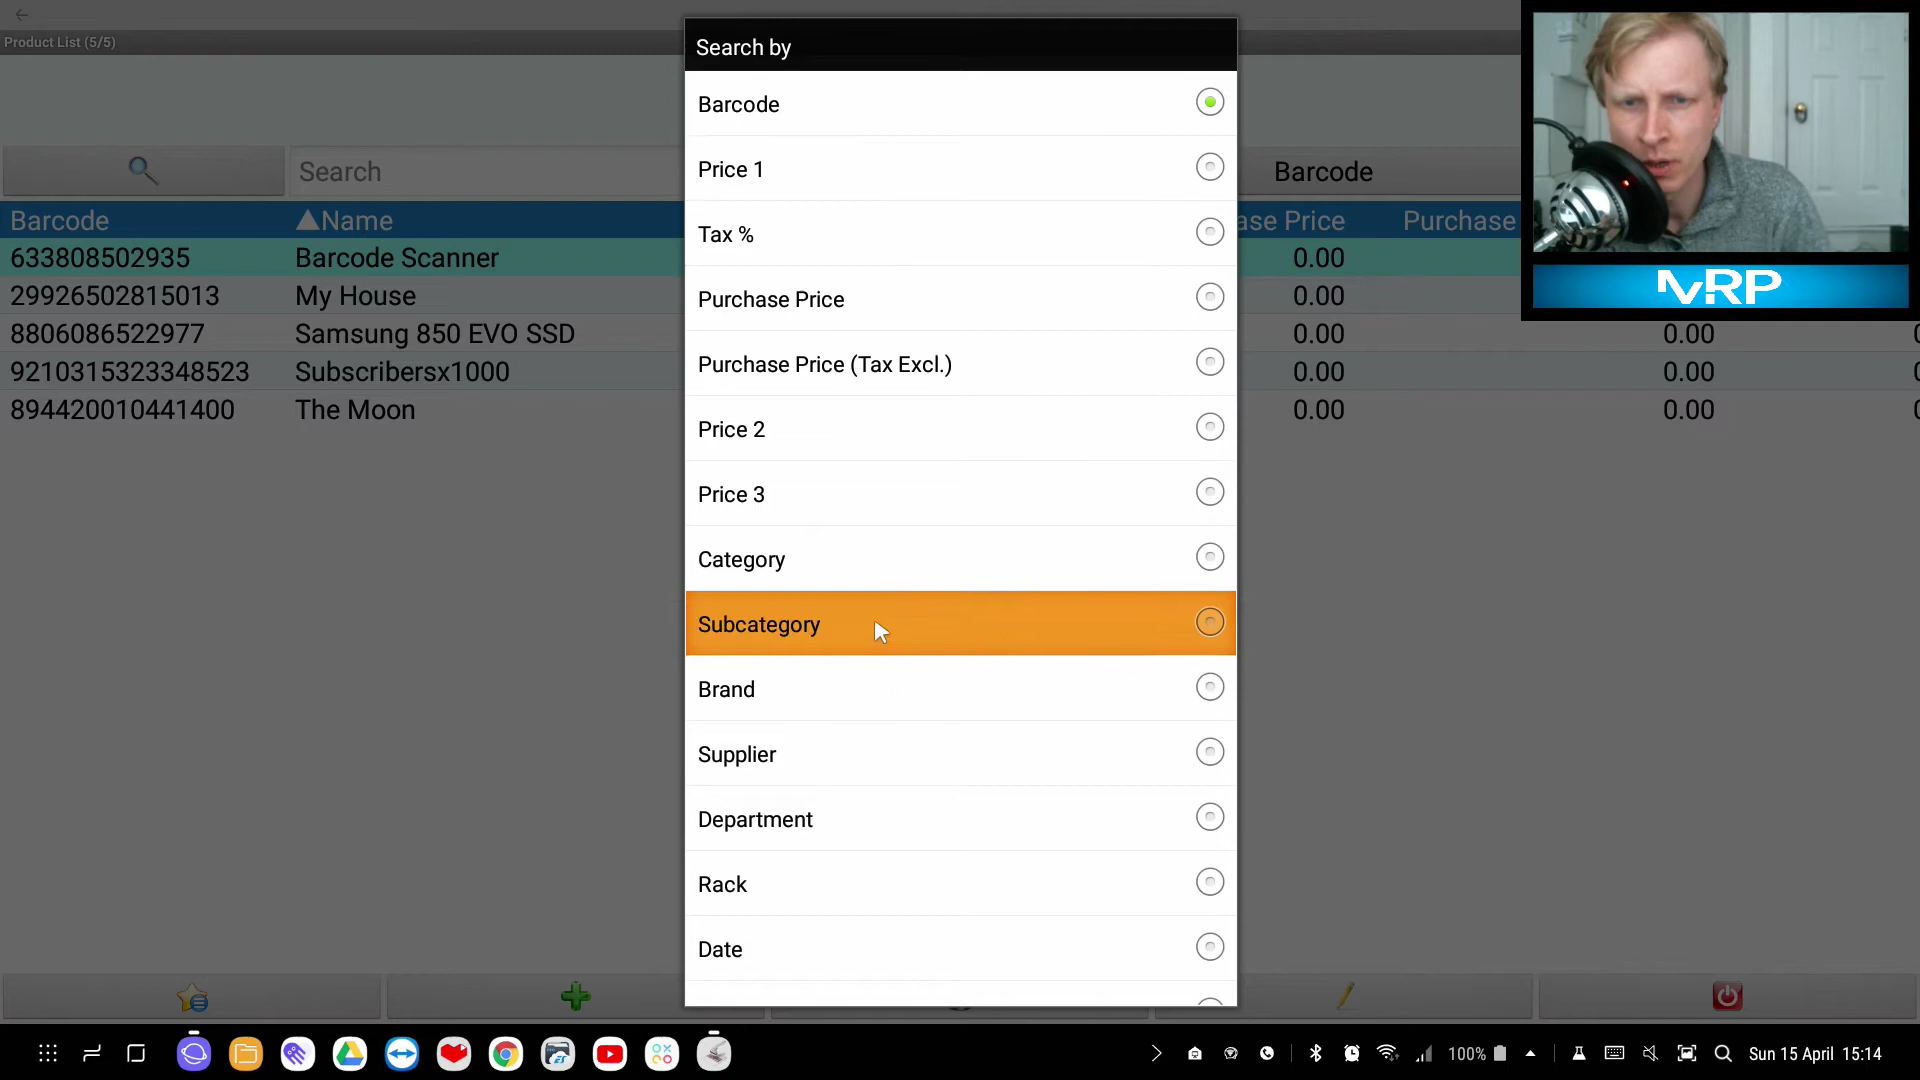 Product List (5/5)
Search
Barcode
Barcode ▲Name ase Price Purchase
633808502935 Barcode Scanner 0.00
29926502815013 My House 0.00
8806086522977 Samsung 850 EVO SSD 0.00 0.00
9210315323348523 Subscribersx1000 0.00 0.00
894420010441400 The Moon 0.00 0.00
Search by
Barcode
Price 1
Tax %
Purchase Price
Purchase Price (Tax Excl.)
Price 2
Price 3
Category
Subcategory
Brand
Supplier
Department
Rack
Date
MRP
100%
Sun 15 April 15:14